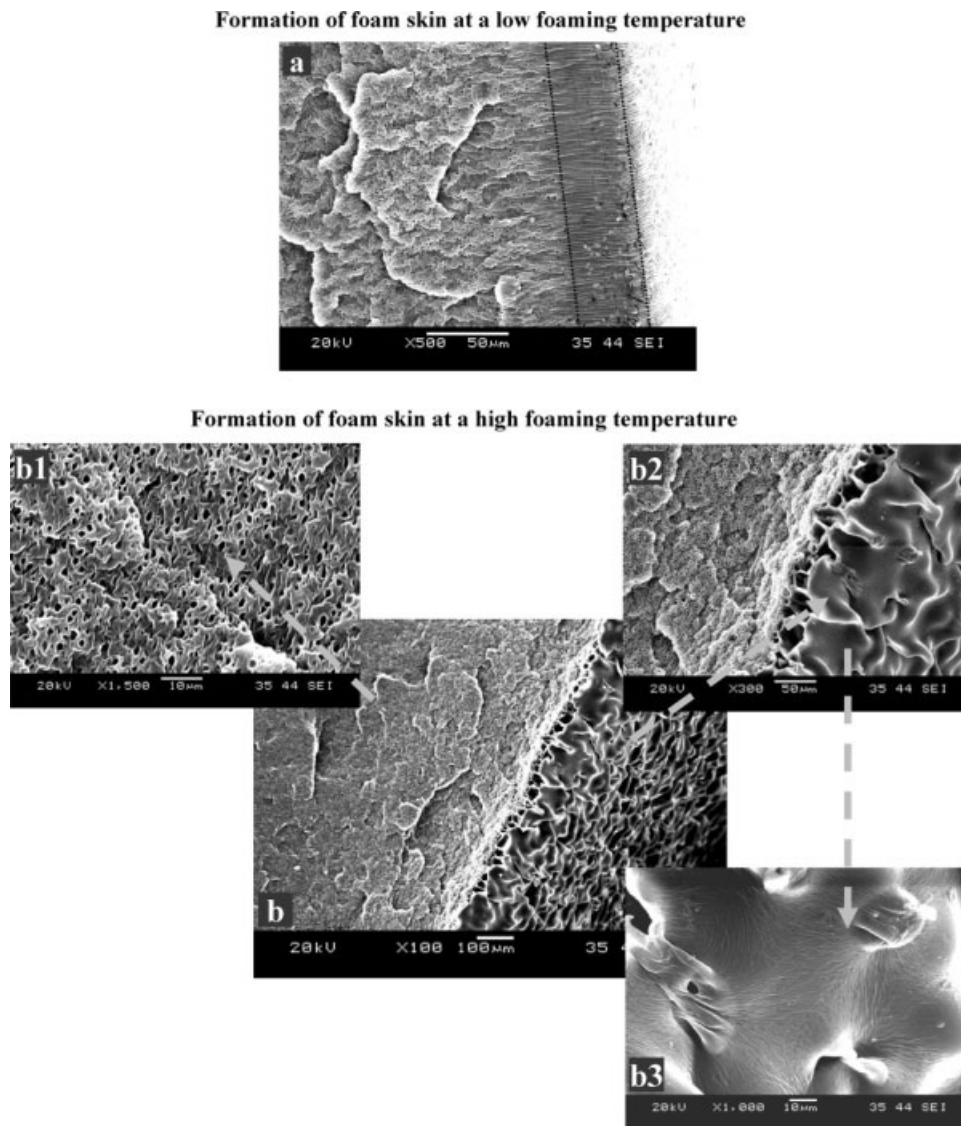 Formation of foam skin at a low foaming temperature
a
20kV X500 50µm 35 44 SEI
Formation of foam skin at a high foaming temperature
b1
20kV X1,500 10µm 35 44 SEI
b2
20kV X300 50µm 35 44 SEI
b
20kV X100 100µm 35 4
b3
20kV X1,000 10µm 35 44 SEI